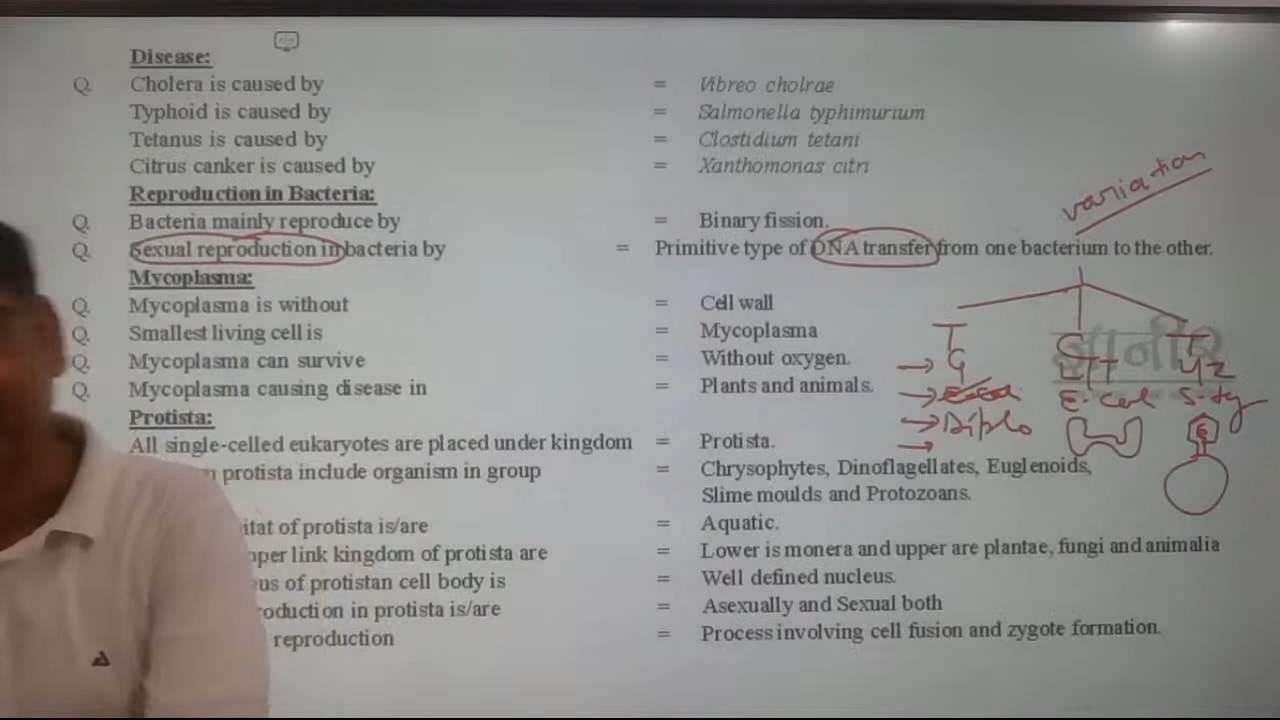 Disease:
Q. Cholera is caused by = Vibreo cholrae
Typhoid is caused by = Salmonella typhimurium
Tetanus is caused by = Clostidium tetani
Citrus canker is caused by = Xanthomonas citri
Reproduction in Bacteria:
variation
Q. Bacteria mainly reproduce by = Binary fission.
Q. Sexual reproduction in bacteria by = Primitive type of DNA transfer from one bacterium to the other.
Mycoplasma:
Q. Mycoplasma is without = Cell wall
Q. Smallest living cell is = Mycoplasma
T C T
ज्ञानबिंदु
Q. Mycoplasma can survive = Without oxygen.
G LT
Q. Mycoplasma causing disease in = Plants and animals.
E. col S-ty
Protista:
Diplo
All single-celled eukaryotes are placed under kingdom = Protista.
protista include organism in group = Chrysophytes, Dinoflagellates, Euglenoids,
Slime moulds and Protozoans.
itat of protista is/are = Aquatic.
pper link kingdom of protista are = Lower is monera and upper are plantae, fungi and animalia
us of protistan cell body is = Well defined nucleus.
oduction in protista is/are = Asexually and Sexual both
reproduction = Process involving cell fusion and zygote formation.